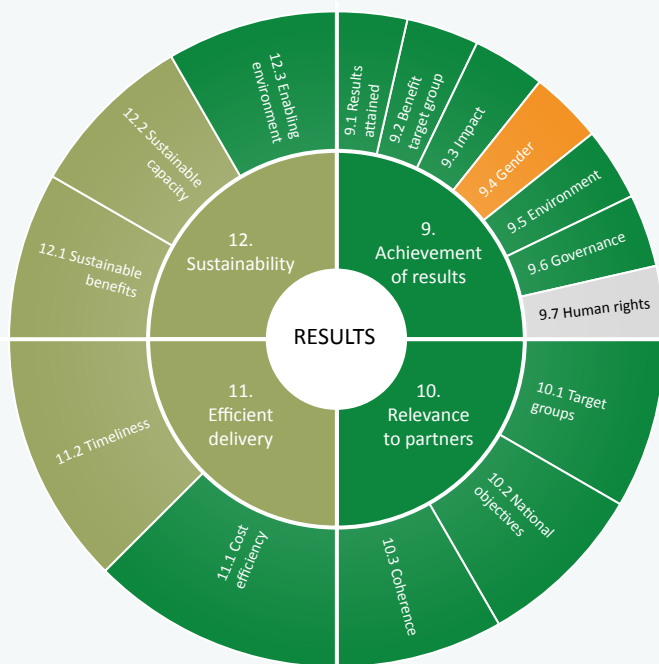 RESULTS
9.
Achievement
of results
9.1 Results
attained
9.2 Benefit
target group
9.3 Impact
9.4 Gender
9.5 Environment
9.6 Governance
9.7 Human rights
10.
Relevance
to partners
10.1 Target
groups
10.2 National
objectives
10.3 Coherence
11.
Efficient
delivery
11.1 Cost
efficiency
11.2 Timeliness
12.
Sustainability
12.1 Sustainable
benefits
12.2 Sustainable
capacity
12.3 Enabling
environment